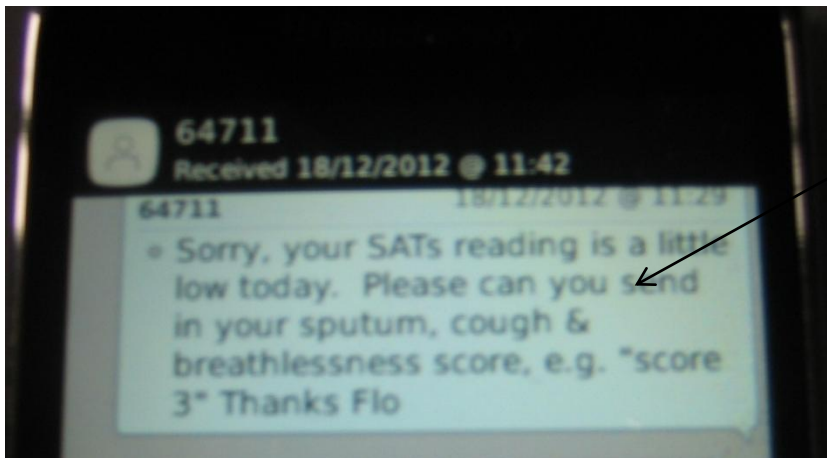 64711
Received 18/12/2012 @ 11:42
64711 18/12/2012 @ 11:29
Sorry, your SATs reading is a little
low today. Please can you send
in your sputum, cough &
breathlessness score, e.g. "score
3" Thanks Flo